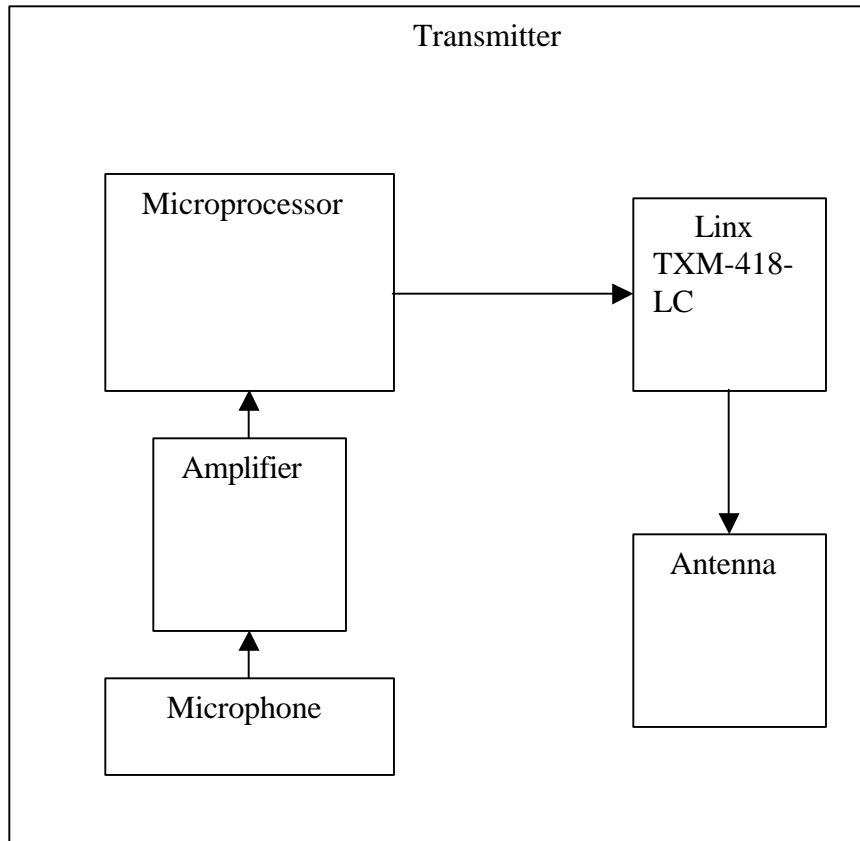 Transmitter
Microprocessor
Linx
TXM-418-
LC
Amplifier
Antenna
Microphone